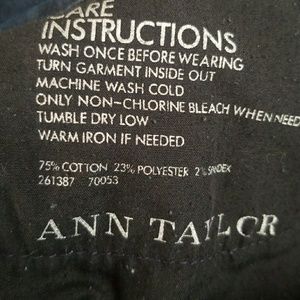 CARE
INSTRUCTIONS
WASH ONCE BEFORE WEARING
TURN GARMENT INSIDE OUT
MACHINE WASH COLD
ONLY NON-CHLORINE BLEACH WHEN NEED
TUMBLE DRY LOW
WARM IRON IF NEEDED
75% COTTON 23% POLYESTER 2% SPANDEX
261387 70053
ANN TAYLOR